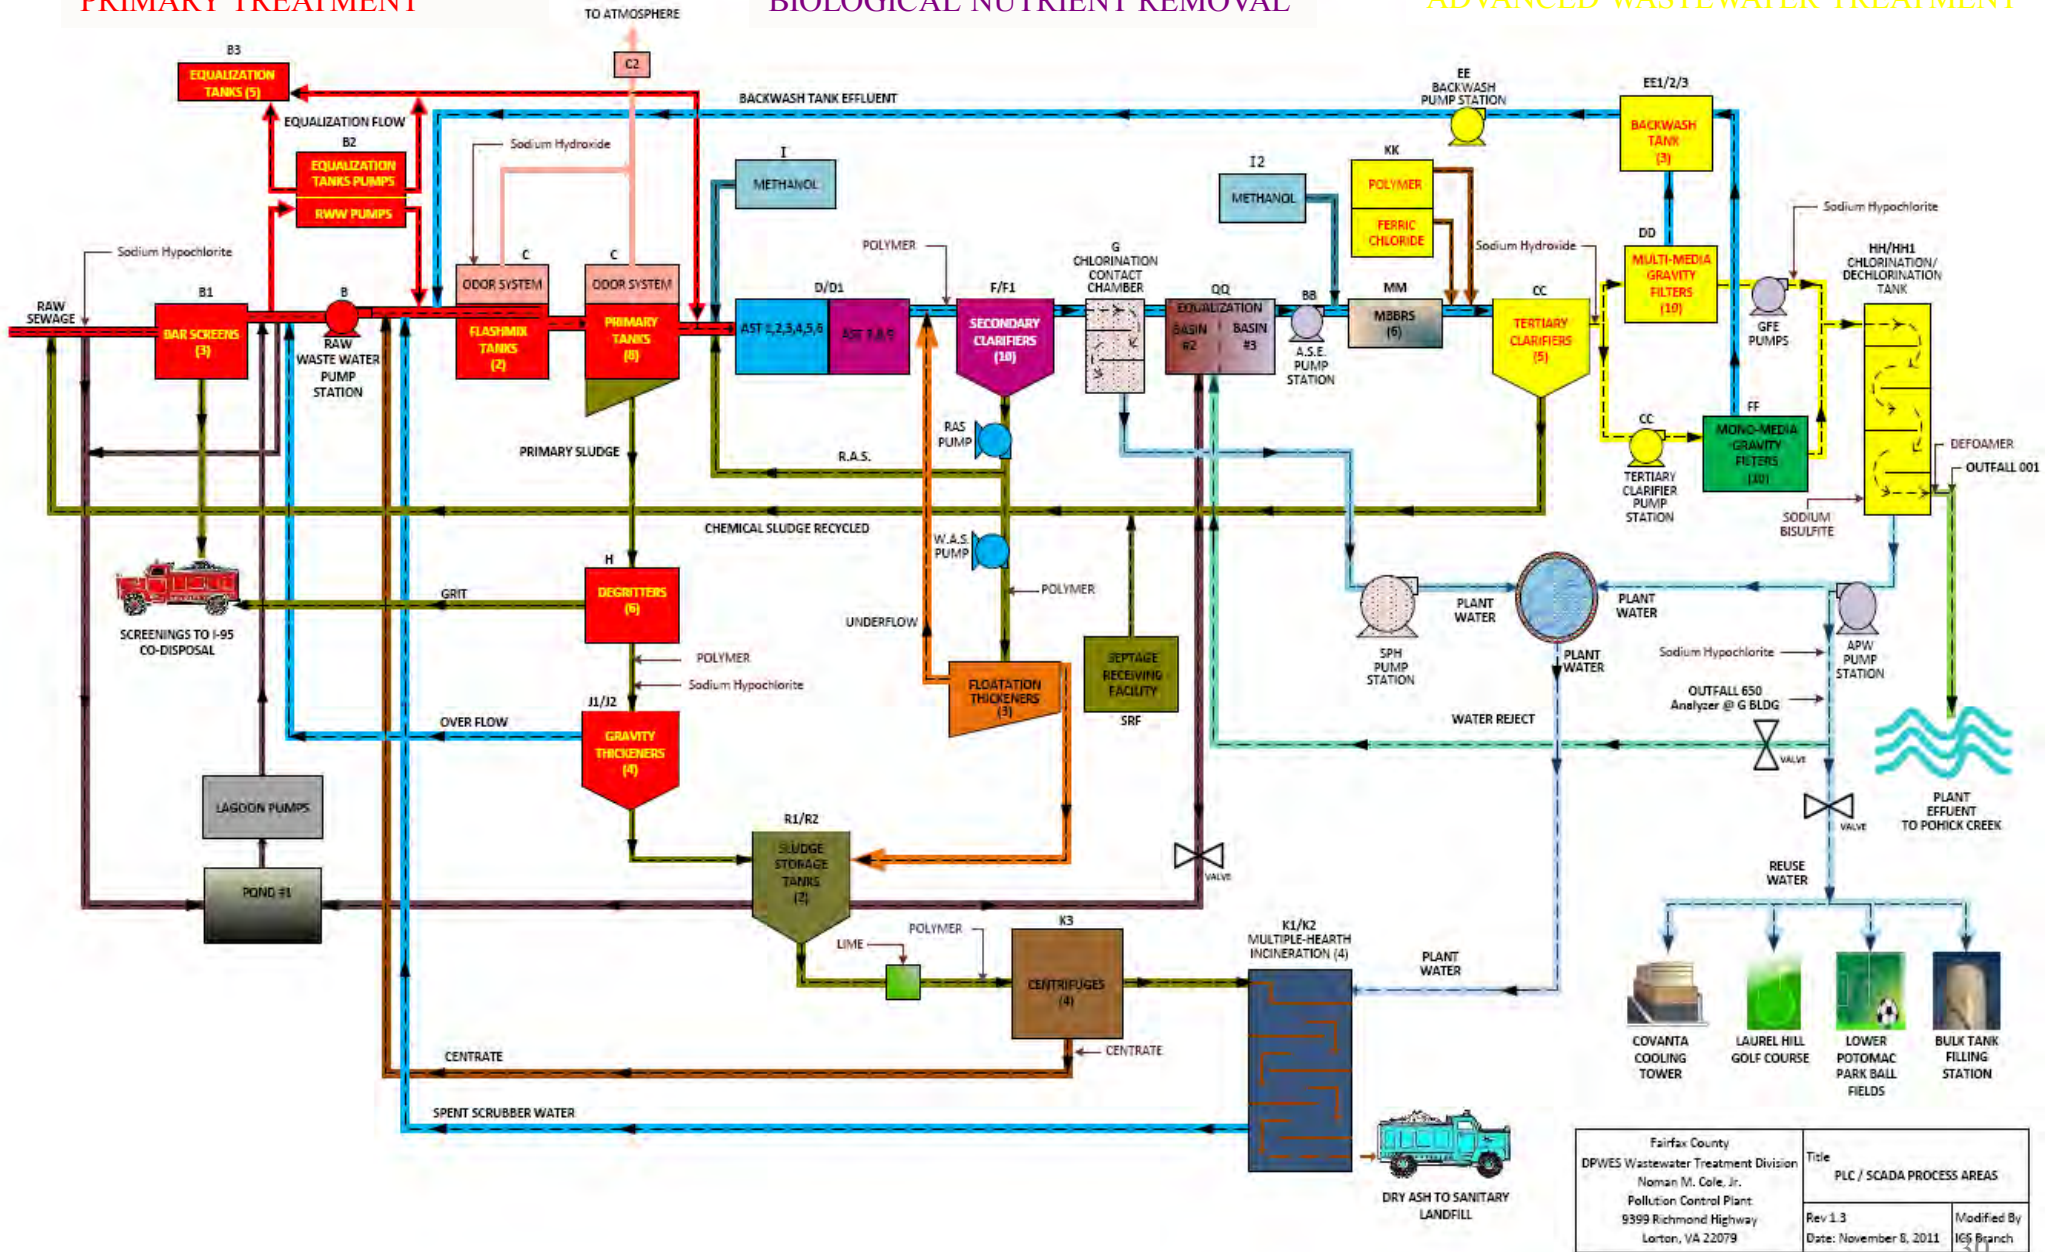 PRIMARY TREATMENT
BIOLOGICAL NUTRIENT REMOVAL
ADVANCED WASTEWATER TREATMENT
TO ATMOSPHERE
C2
B3
EQUALIZATION
TANKS (5)
EQUALIZATION FLOW
B2
EQUALIZATION
TANKS PUMPS
RWW PUMPS
Sodium Hydroxide
BACKWASH TANK EFFLUENT
EE
BACKWASH
PUMP STATION
EE1/2/3
BACKWASH
TANK
(3)
I
METHANOL
I2
METHANOL
KK
POLYMER
FERRIC
CHLORIDE
Sodium Hydroxide
Sodium Hypochlorite
DD
MULTI-MEDIA
GRAVITY
FILTERS
(10)
GFE
PUMPS
HH/HH1
CHLORINATION/
DECHLORINATION
TANK
Sodium Hypochlorite
RAW
SEWAGE
B1
BAR SCREENS
(3)
B
RAW
WASTE WATER
PUMP
STATION
C
ODOR SYSTEM
FLASHMIX
TANKS
(2)
C
ODOR SYSTEM
PRIMARY
TANKS
(8)
D/D1
AST 1,2,3,4,5,6
AST 7,8,9
POLYMER
F/F1
SECONDARY
CLARIFIERS
(10)
G
CHLORINATION
CONTACT
CHAMBER
QQ
EQUALIZATION
BASIN
#2
BASIN
#3
BB
A.S.E.
PUMP
STATION
MM
MBBRS
(6)
CC
TERTIARY
CLARIFIERS
(5)
CC
TERTIARY
CLARIFIER
PUMP
STATION
FF
MONO-MEDIA
GRAVITY
FILTERS
(10)
DEFOAMER
OUTFALL 001
SODIUM
BISULFITE
PRIMARY SLUDGE
RAS
PUMP
R.A.S.
CHEMICAL SLUDGE RECYCLED
W.A.S.
PUMP
POLYMER
H
DEGRITTERS
(6)
GRIT
SCREENINGS TO I-95
CO-DISPOSAL
POLYMER
Sodium Hypochlorite
UNDERFLOW
FLOATATION
THICKENERS
(3)
SEPTAGE
RECEIVING
FACILITY
SRF
SPH
PUMP
STATION
PLANT
WATER
PLANT
WATER
PLANT
WATER
APW
PUMP
STATION
Sodium Hypochlorite
OUTFALL 650
Analyzer @ G BLDG
J1/J2
GRAVITY
THICKENERS
(4)
OVER FLOW
WATER REJECT
VALVE
PLANT
EFFUENT
TO POHICK CREEK
VALVE
LAGOON PUMPS
POND #1
R1/R2
SLUDGE
STORAGE
TANKS
(2)
VALVE
REUSE
WATER
LIME
POLYMER
K3
CENTRIFUGES
(4)
CENTRATE
K1/K2
MULTIPLE-HEARTH
INCINERATION (4)
PLANT
WATER
CENTRATE
SPENT SCRUBBER WATER
COVANTA
COOLING
TOWER
LAUREL HILL
GOLF COURSE
LOWER
POTOMAC
PARK BALL
FIELDS
BULK TANK
FILLING
STATION
DRY ASH TO SANITARY
LANDFILL
Fairfax County
DPWES Wastewater Treatment Division
Noman M. Cole, Jr.
Pollution Control Plant
9399 Richmond Highway
Lorton, VA 22079
Title
PLC / SCADA PROCESS AREAS
Rev 1.3
Date: November 8, 2011
Modified By
ICS Branch
30